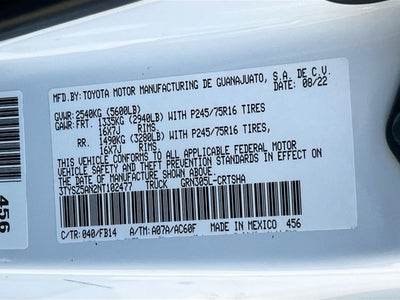 MFD.BY:TOYOTA MOTOR MANUFACTURING DE GUANAJUATO, S.A. DE C.V.
DATE: 08/22
GVWR:2540KG (5600LB)
GAWR:FRT. 1335KG (2940LB)WITH P245/75R16 TIRES
16X7J RIMS
RR. 1490KG (3280LB)WITH P245/75R16 TIRES
16X7J RIMS
THIS VEHICLE CONFORMS TO ALL APPLICABLE FEDERAL MOTOR
VEHICLE SAFETY AND THEFT PREVENTION STANDARDS IN EFFECT ON
THE DATE OF MANUFACTURE SHOWN ABOVE.
3TYSZ5AN2NT102477 TRUCK GRN305L-CRTSHA
C/TR:040/FB14 A/TM:A07A/AC60F MADE IN MEXICO 456
456